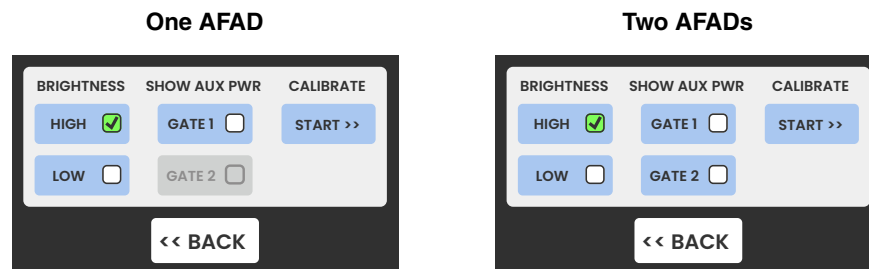 One AFAD
BRIGHTNESS SHOW AUX PWR CALIBRATE
HIGH GATE 1 START >>
LOW GATE 2
<< BACK
Two AFADs
BRIGHTNESS SHOW AUX PWR CALIBRATE
HIGH GATE 1 START >>
LOW GATE 2
<< BACK